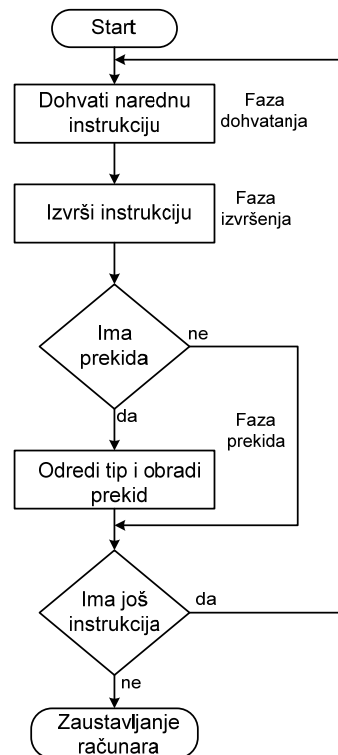 Start
Dohvati narednu
instrukciju
Faza
dohvatanja
Izvrši instrukciju
Faza
izvršenja
Ima
prekida
ne
da
Faza
prekida
Odredi tip i obradi
prekid
Ima još
instrukcija
da
ne
Zaustavljanje
računara